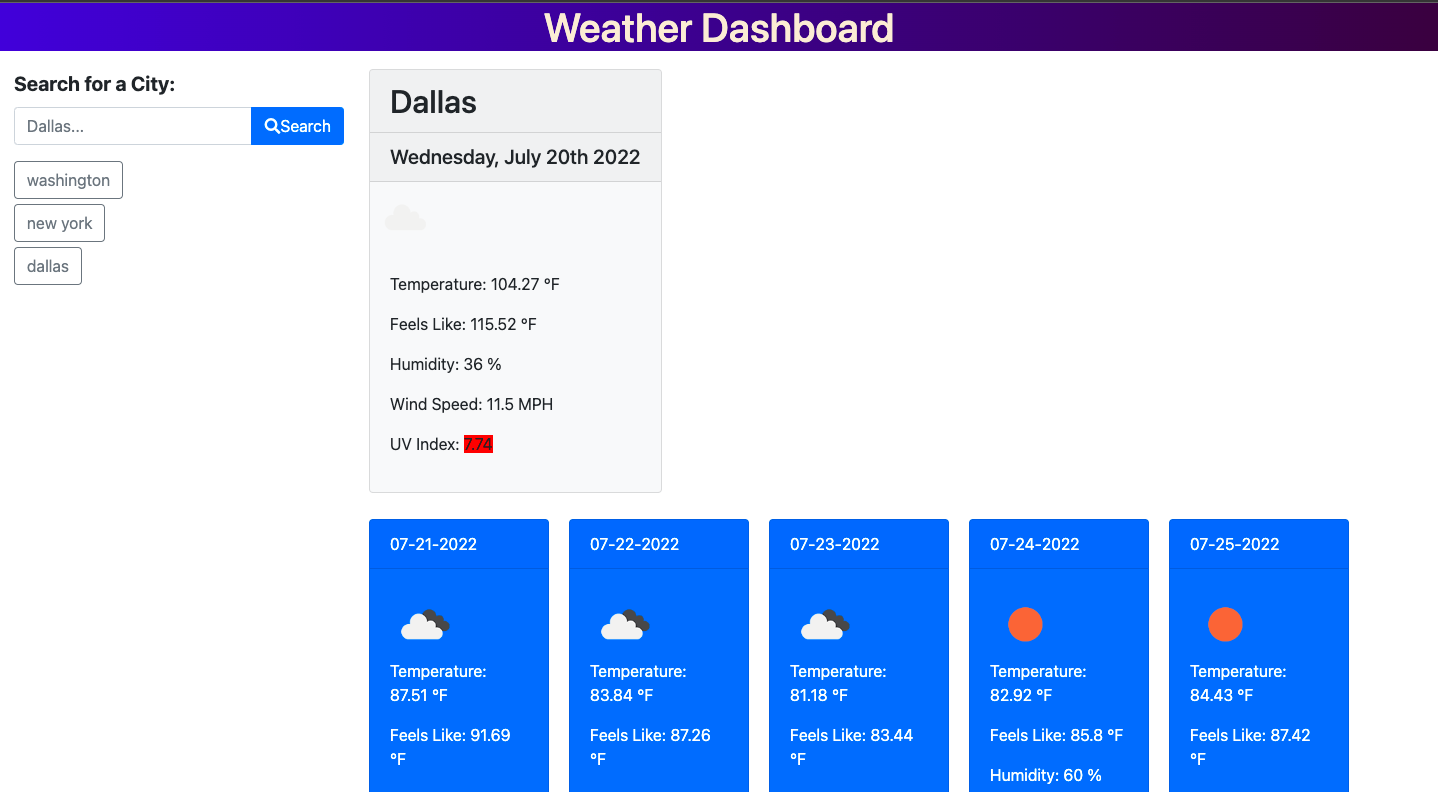 Weather Dashboard
Search for a City:
Dallas...
Search
washington
new york
dallas
Dallas
Wednesday, July 20th 2022
Temperature: 104.27 °F
Feels Like: 115.52 °F
Humidity: 36 %
Wind Speed: 11.5 MPH
UV Index: 7.74
07-21-2022
Temperature:
87.51 °F
Feels Like: 91.69
°F
07-22-2022
Temperature:
83.84 °F
Feels Like: 87.26
°F
07-23-2022
Temperature:
81.18 °F
Feels Like: 83.44
°F
07-24-2022
Temperature:
82.92 °F
Feels Like: 85.8 °F
Humidity: 60 %
07-25-2022
Temperature:
84.43 °F
Feels Like: 87.42
°F